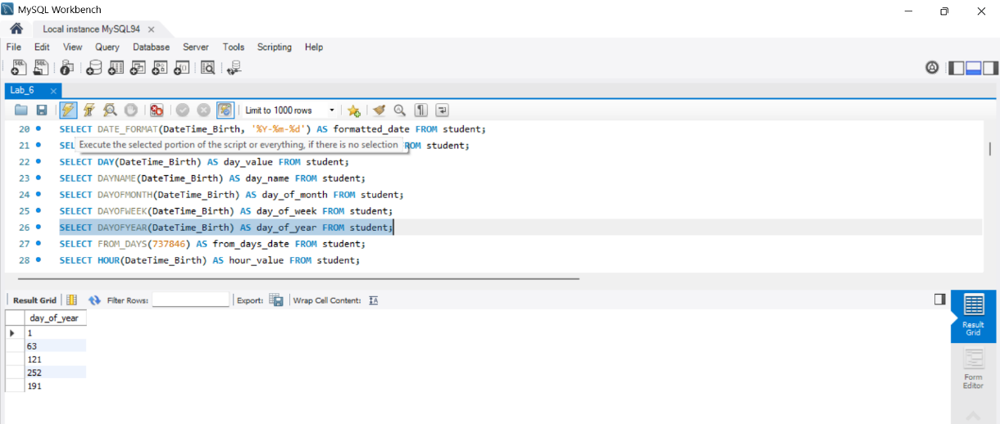 MySQL Workbench
Local instance MySQL94
File Edit View Query Database Server Tools Scripting Help
Lab_6
Limit to 1000 rows
20 SELECT DATE_FORMAT(DateTime_Birth, '%Y-%m-%d') AS formatted_date FROM student;
21 SEL Execute the selected portion of the script or everything, if there is no selection ROM student;
22 SELECT DAY(DateTime_Birth) AS day_value FROM student;
23 SELECT DAYNAME(DateTime_Birth) AS day_name FROM student;
24 SELECT DAYOFMONTH(DateTime_Birth) AS day_of_month FROM student;
25 SELECT DAYOFWEEK(DateTime_Birth) AS day_of_week FROM student;
26 SELECT DAYOFYEAR(DateTime_Birth) AS day_of_year FROM student;
27 SELECT FROM_DAYS(737846) AS from_days_date FROM student;
28 SELECT HOUR(DateTime_Birth) AS hour_value FROM student;
Result Grid Filter Rows: Export: Wrap Cell Content:
day_of_year
1
63
121
252
191
Result
Grid
Form
Editor